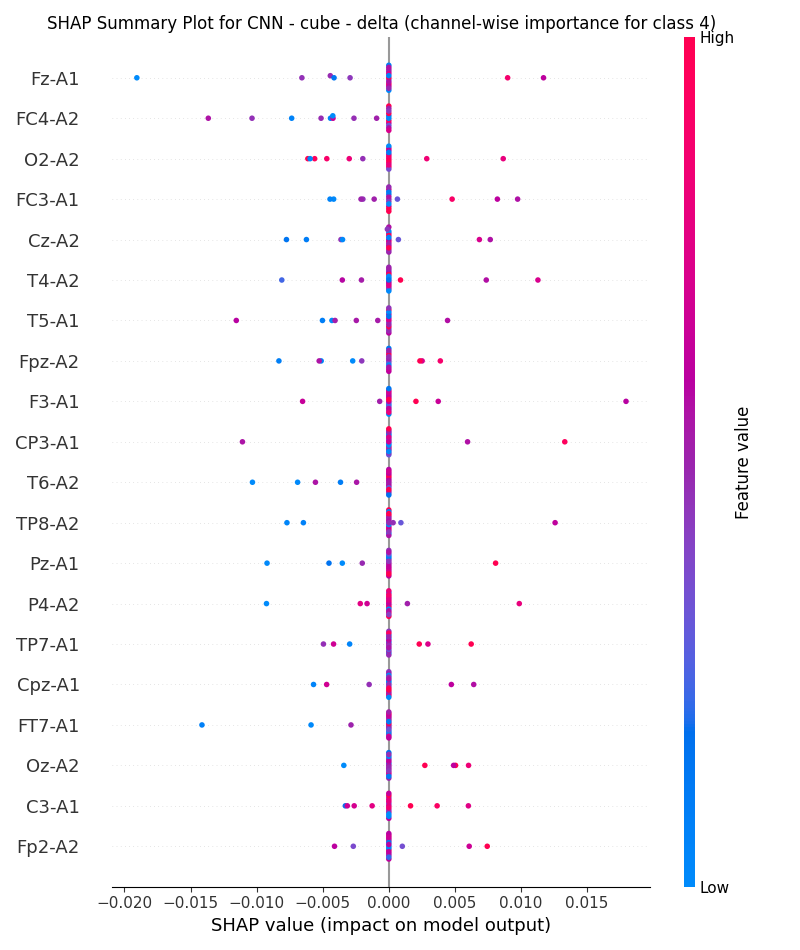 SHAP Summary Plot for CNN - cube - delta (channel-wise importance for class 4)
High
Fz-A1
FC4-A2
O2-A2
FC3-A1
Cz-A2
T4-A2
T5-A1
Fpz-A2
F3-A1
CP3-A1
T6-A2
TP8-A2
Pz-A1
P4-A2
TP7-A1
Cpz-A1
FT7-A1
Oz-A2
C3-A1
Fp2-A2
Feature value
Low
−0.020 −0.015 −0.010 −0.005 0.000 0.005 0.010 0.015
SHAP value (impact on model output)